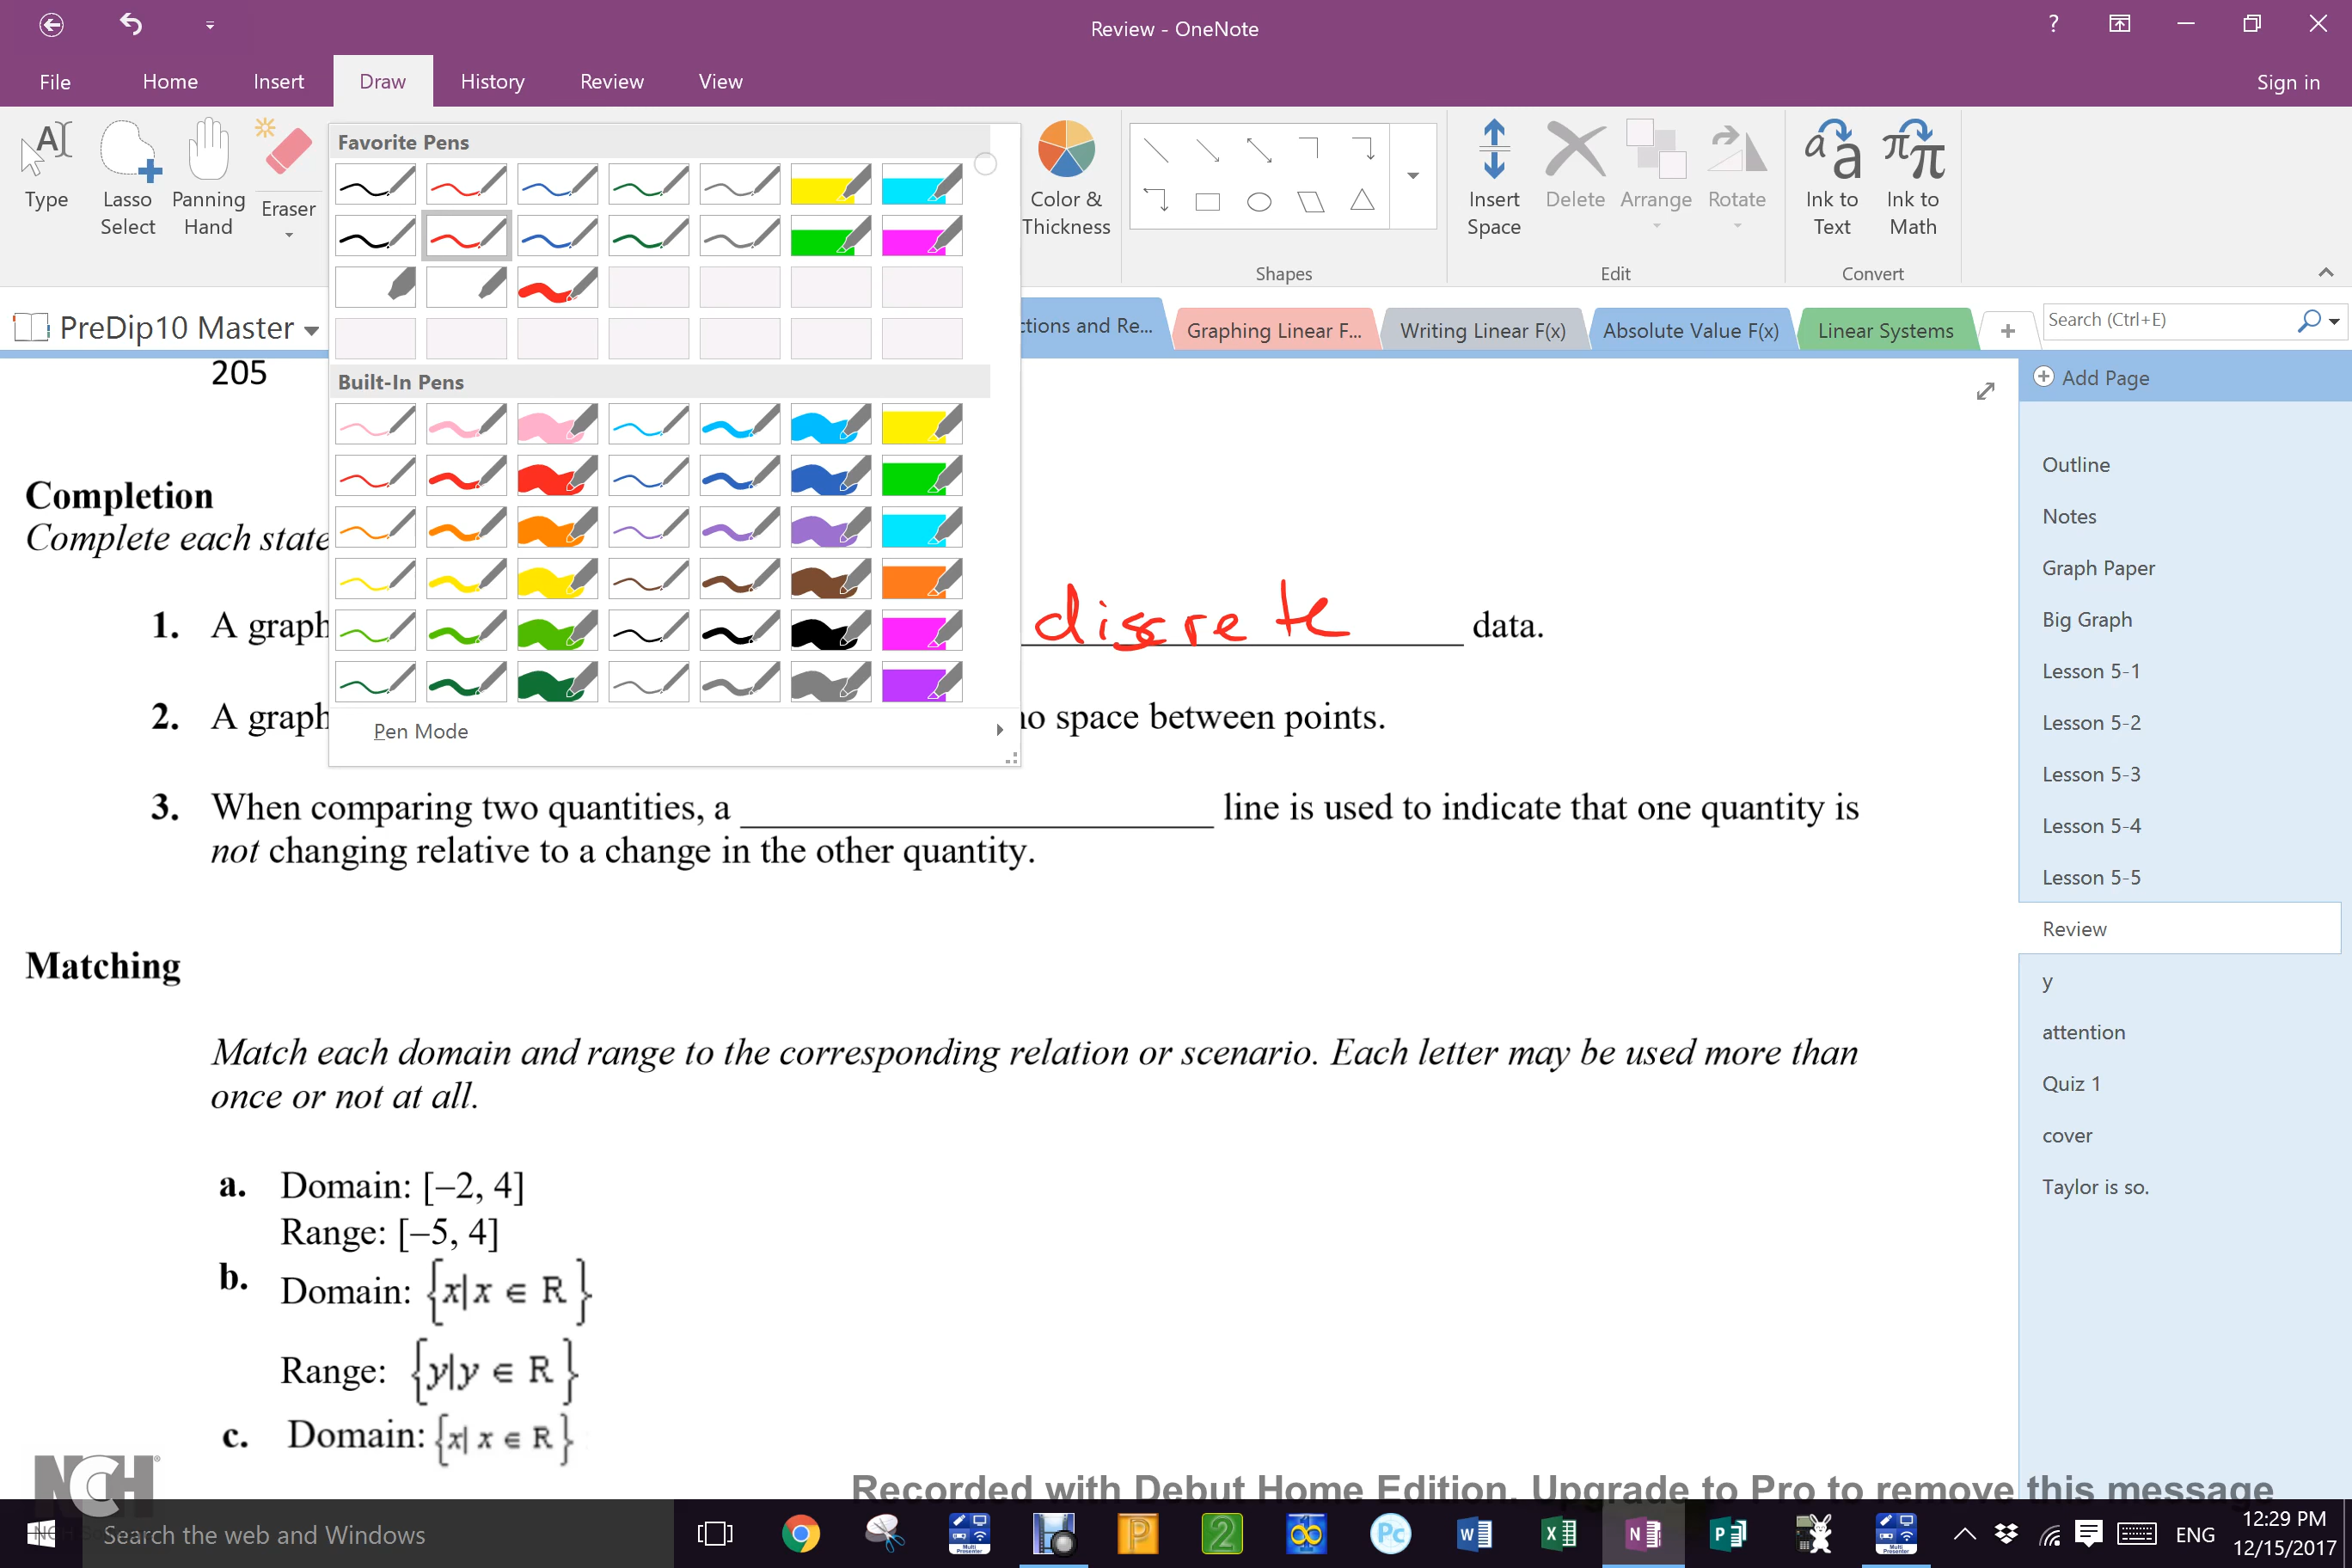 Review - OneNote
?
File Home Insert Draw History Review View Sign in
Type
Lasso Select
Panning Hand
Eraser
Favorite Pens
Color & Thickness
Shapes
Insert Space
Delete
Arrange
Rotate
Edit
Ink to Text
Ink to Math
Convert
PreDip10 Master
ctions and Re...
Graphing Linear F...
Writing Linear F(x)
Absolute Value F(x)
Linear Systems
Search (Ctrl+E)
205
Built-In Pens
Pen Mode
Add Page
Outline
Notes
Graph Paper
Big Graph
Lesson 5-1
Lesson 5-2
Lesson 5-3
Lesson 5-4
Lesson 5-5
Review
y
attention
Quiz 1
cover
Taylor is so.
Completion
Complete each state
1. A graph discrete data.
2. A graph no space between points.
3. When comparing two quantities, a ____ line is used to indicate that one quantity is
not changing relative to a change in the other quantity.
Matching
Match each domain and range to the corresponding relation or scenario. Each letter may be used more than
once or not at all.
a. Domain: [–2, 4]
Range: [–5, 4]
b. Domain: {x|x ∈ R}
Range: {y|y ∈ R}
c. Domain: {x| x ∈ R}
NCH
Recorded with Debut Home Edition. Upgrade to Pro to remove this message
Search the web and Windows
ENG
12:29 PM
12/15/2017